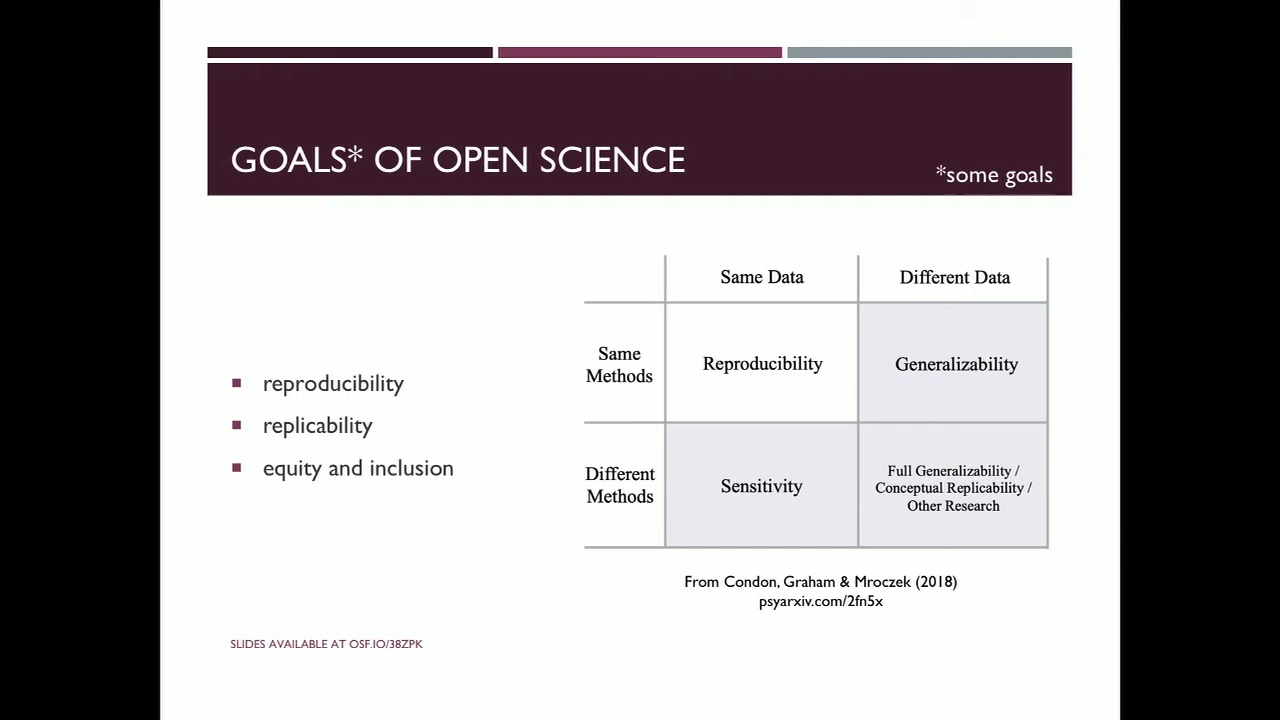 GOALS* OF OPEN SCIENCE
*some goals
reproducibility
replicability
equity and inclusion
Same Data
Different Data
Same
Methods
Reproducibility
Generalizability
Different
Methods
Sensitivity
Full Generalizability /
Conceptual Replicability /
Other Research
From Condon, Graham & Mroczek (2018)
psyarxiv.com/2fn5x
SLIDES AVAILABLE AT OSF.IO/38ZPK